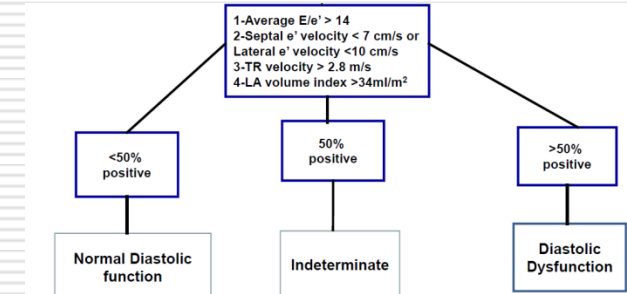 1-Average E/e' > 14
2-Septal e' velocity < 7 cm/s or
Lateral e' velocity <10 cm/s
3-TR velocity > 2.8 m/s
4-LA volume index >34ml/m²
<50%
positive
50%
positive
>50%
positive
Normal Diastolic
function
Indeterminate
Diastolic
Dysfunction